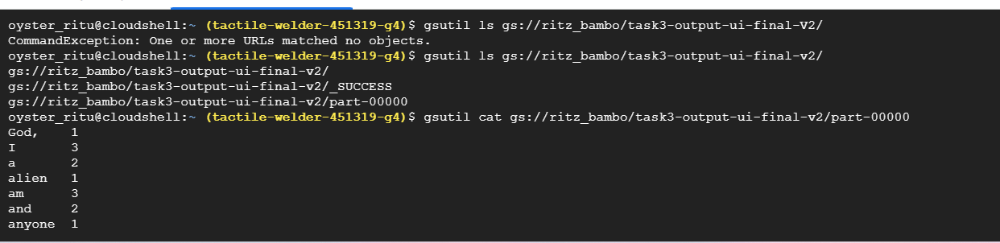 oyster_ritu@cloudshell:~ (tactile-welder-451319-g4)$ gsutil ls gs://ritz_bambo/task3-output-ui-final-V2/
CommandException: One or more URLs matched no objects.
oyster_ritu@cloudshell:~ (tactile-welder-451319-g4)$ gsutil ls gs://ritz_bambo/task3-output-ui-final-v2/
gs://ritz_bambo/task3-output-ui-final-v2/
gs://ritz_bambo/task3-output-ui-final-v2/_SUCCESS
gs://ritz_bambo/task3-output-ui-final-v2/part-00000
oyster_ritu@cloudshell:~ (tactile-welder-451319-g4)$ gsutil cat gs://ritz_bambo/task3-output-ui-final-v2/part-00000
God,    1
I       3
a       2
alien   1
am      3
and     2
anyone  1